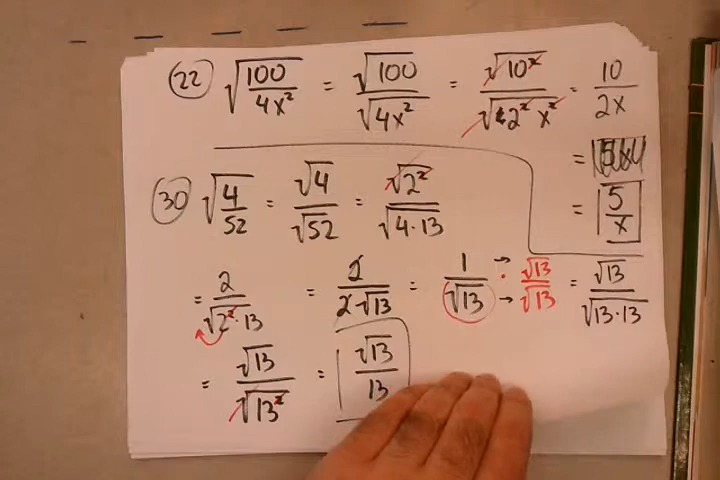 22 √(100/4x²) = √100/√(4x²) = √(10²)/√(2²x²) = 10/2x
= 5/x
30 √(4/52) = √4/√52 = √(2²)/√(4·13)
= 2/√(2²·13) = 2/2√13 = 1/√13 · √13/√13 = √13/√(13·13)
= √13/√(13²) = √13/13